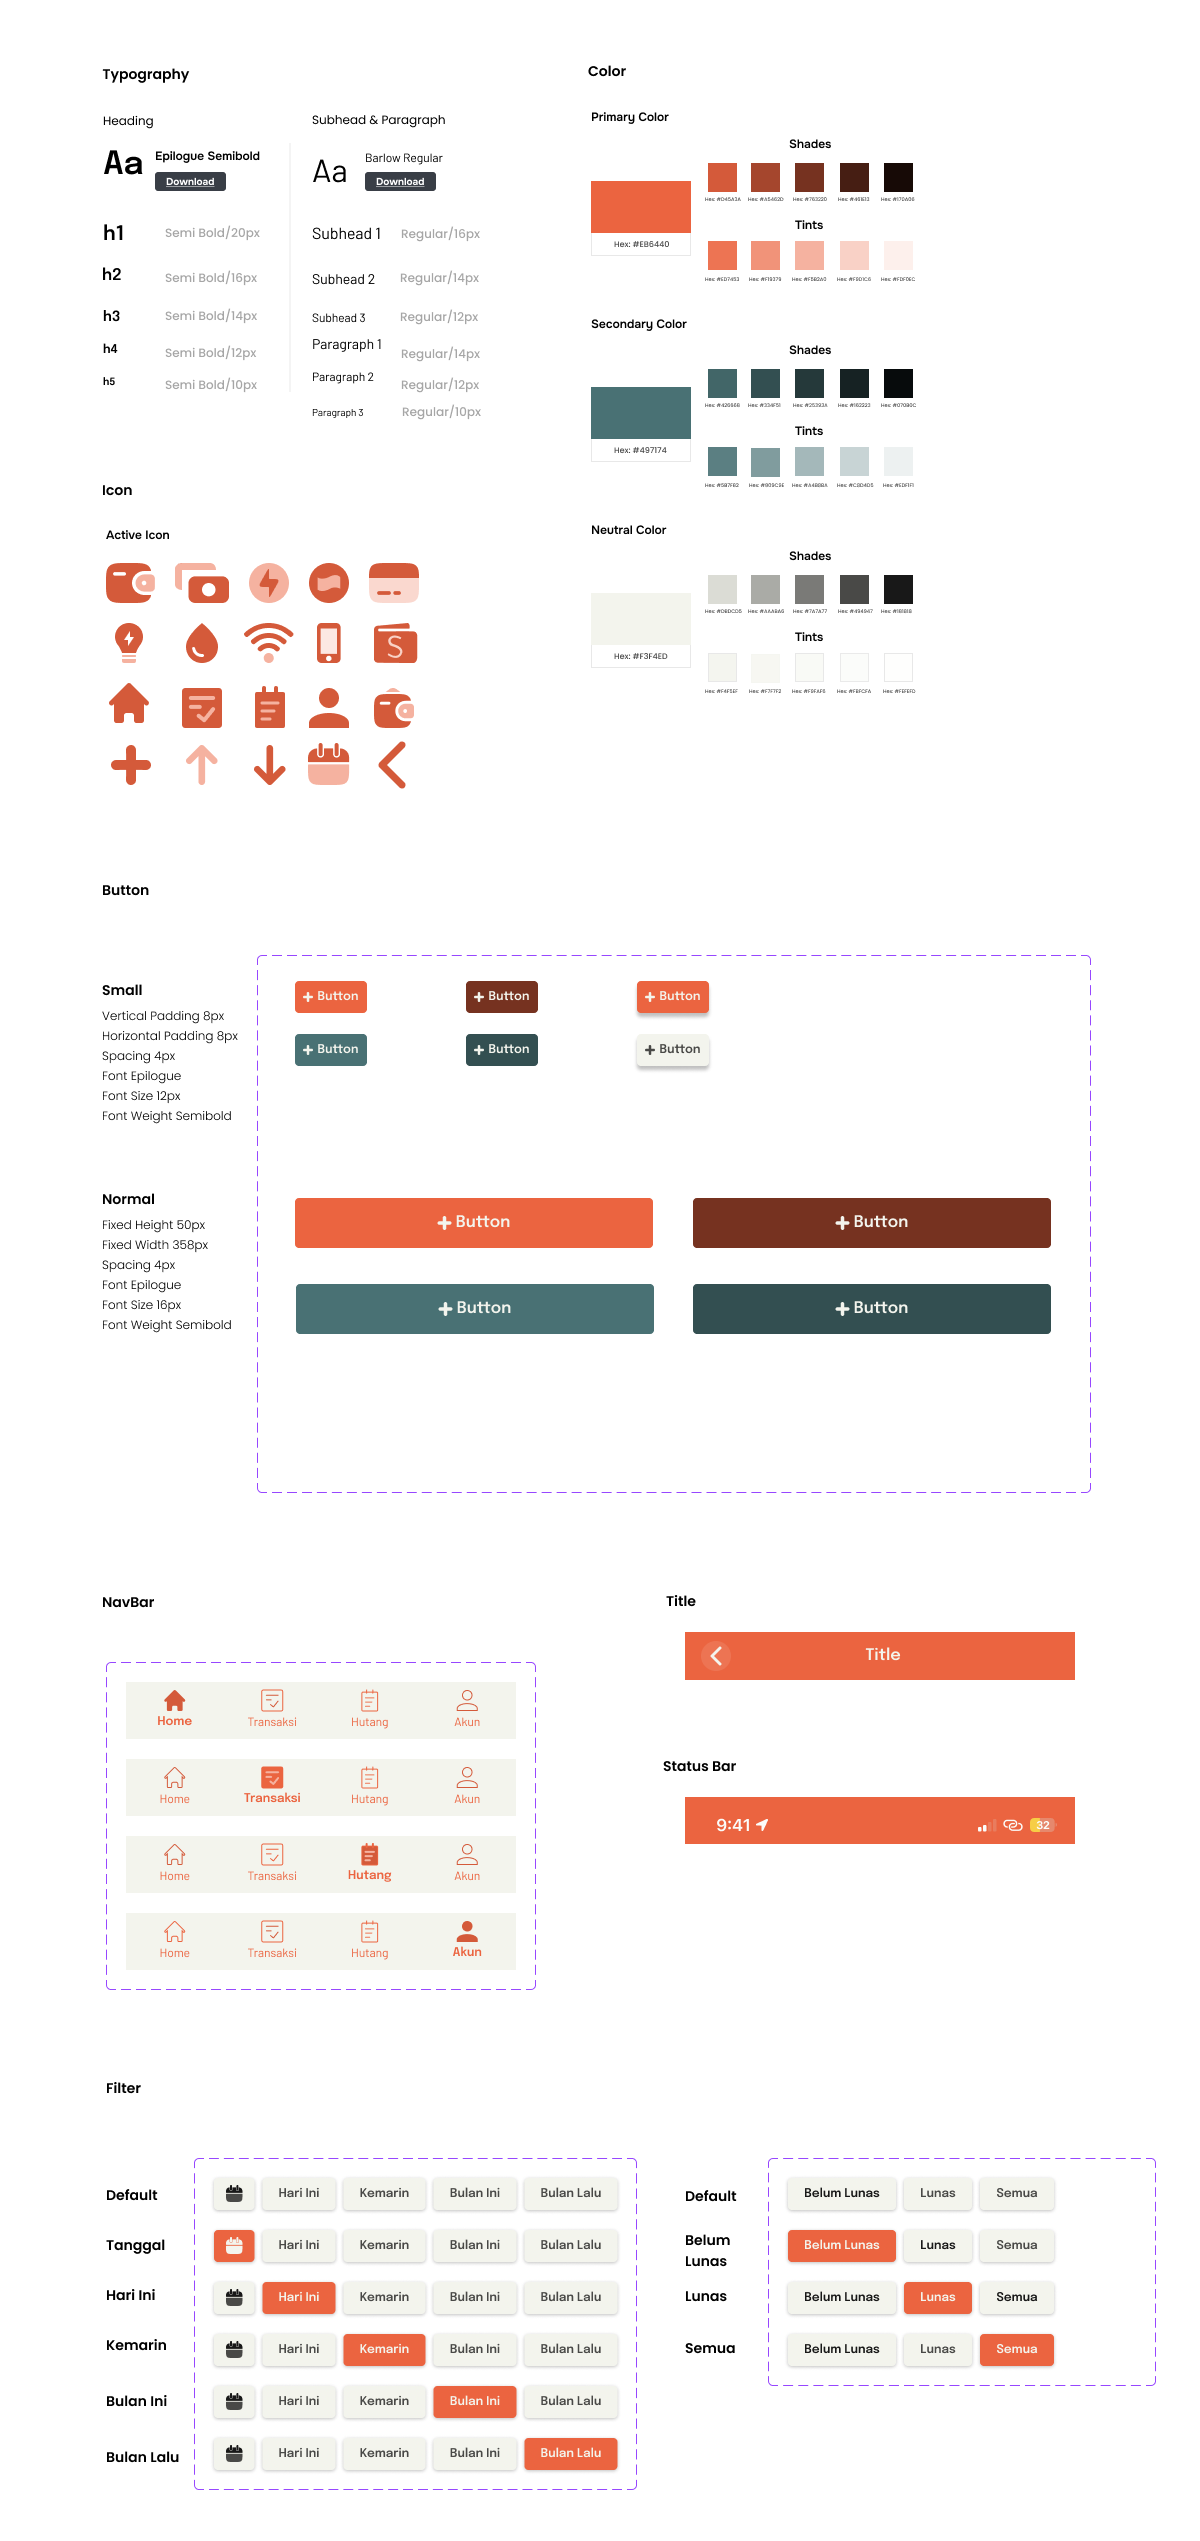 Typography
Heading
Aa
Epilogue Semibold
Download
h1 Semi Bold/20px
h2 Semi Bold/16px
h3 Semi Bold/14px
h4 Semi Bold/12px
h5 Semi Bold/10px
Subhead & Paragraph
Aa
Barlow Regular
Download
Subhead 1 Regular/16px
Subhead 2 Regular/14px
Subhead 3 Regular/12px
Paragraph 1 Regular/14px
Paragraph 2 Regular/12px
Paragraph 3 Regular/10px
Color
Primary Color
Hex: #EB6440
Shades
Hex: #D45A3A Hex: #A5462D Hex: #763220 Hex: #461E13 Hex: #170A06
Tints
Hex: #ED7453 Hex: #F19379 Hex: #F5B2A0 Hex: #F9D1C6 Hex: #FDF0EC
Secondary Color
Hex: #497174
Shades
Hex: #426668 Hex: #334F51 Hex: #25393A Hex: #162223 Hex: #070B0C
Tints
Hex: #5B7F82 Hex: #809C9E Hex: #A4B8BA Hex: #C8D4D5 Hex: #EDF1F1
Neutral Color
Hex: #F3F4ED
Shades
Hex: #DBDCD5 Hex: #AAABA6 Hex: #7A7A77 Hex: #494947 Hex: #181818
Tints
Hex: #F4F5EF Hex: #F7F7F2 Hex: #F9FAF6 Hex: #FBFCFA Hex: #FEFEFD
Icon
Active Icon
Button
Small
Vertical Padding 8px
Horizontal Padding 8px
Spacing 4px
Font Epilogue
Font Size 12px
Font Weight Semibold
Button Button Button
Button Button Button
Normal
Fixed Height 50px
Fixed Width 358px
Spacing 4px
Font Epilogue
Font Size 16px
Font Weight Semibold
Button Button
Button Button
NavBar
Home Transaksi Hutang Akun
Home Transaksi Hutang Akun
Home Transaksi Hutang Akun
Home Transaksi Hutang Akun
Title
Title
Status Bar
9:41 32
Filter
Default Hari Ini Kemarin Bulan Ini Bulan Lalu
Tanggal Hari Ini Kemarin Bulan Ini Bulan Lalu
Hari Ini Hari Ini Kemarin Bulan Ini Bulan Lalu
Kemarin Hari Ini Kemarin Bulan Ini Bulan Lalu
Bulan Ini Hari Ini Kemarin Bulan Ini Bulan Lalu
Bulan Lalu Hari Ini Kemarin Bulan Ini Bulan Lalu
Default Belum Lunas Lunas Semua
Belum
Lunas
Belum Lunas Lunas Semua
Lunas Belum Lunas Lunas Semua
Semua Belum Lunas Lunas Semua